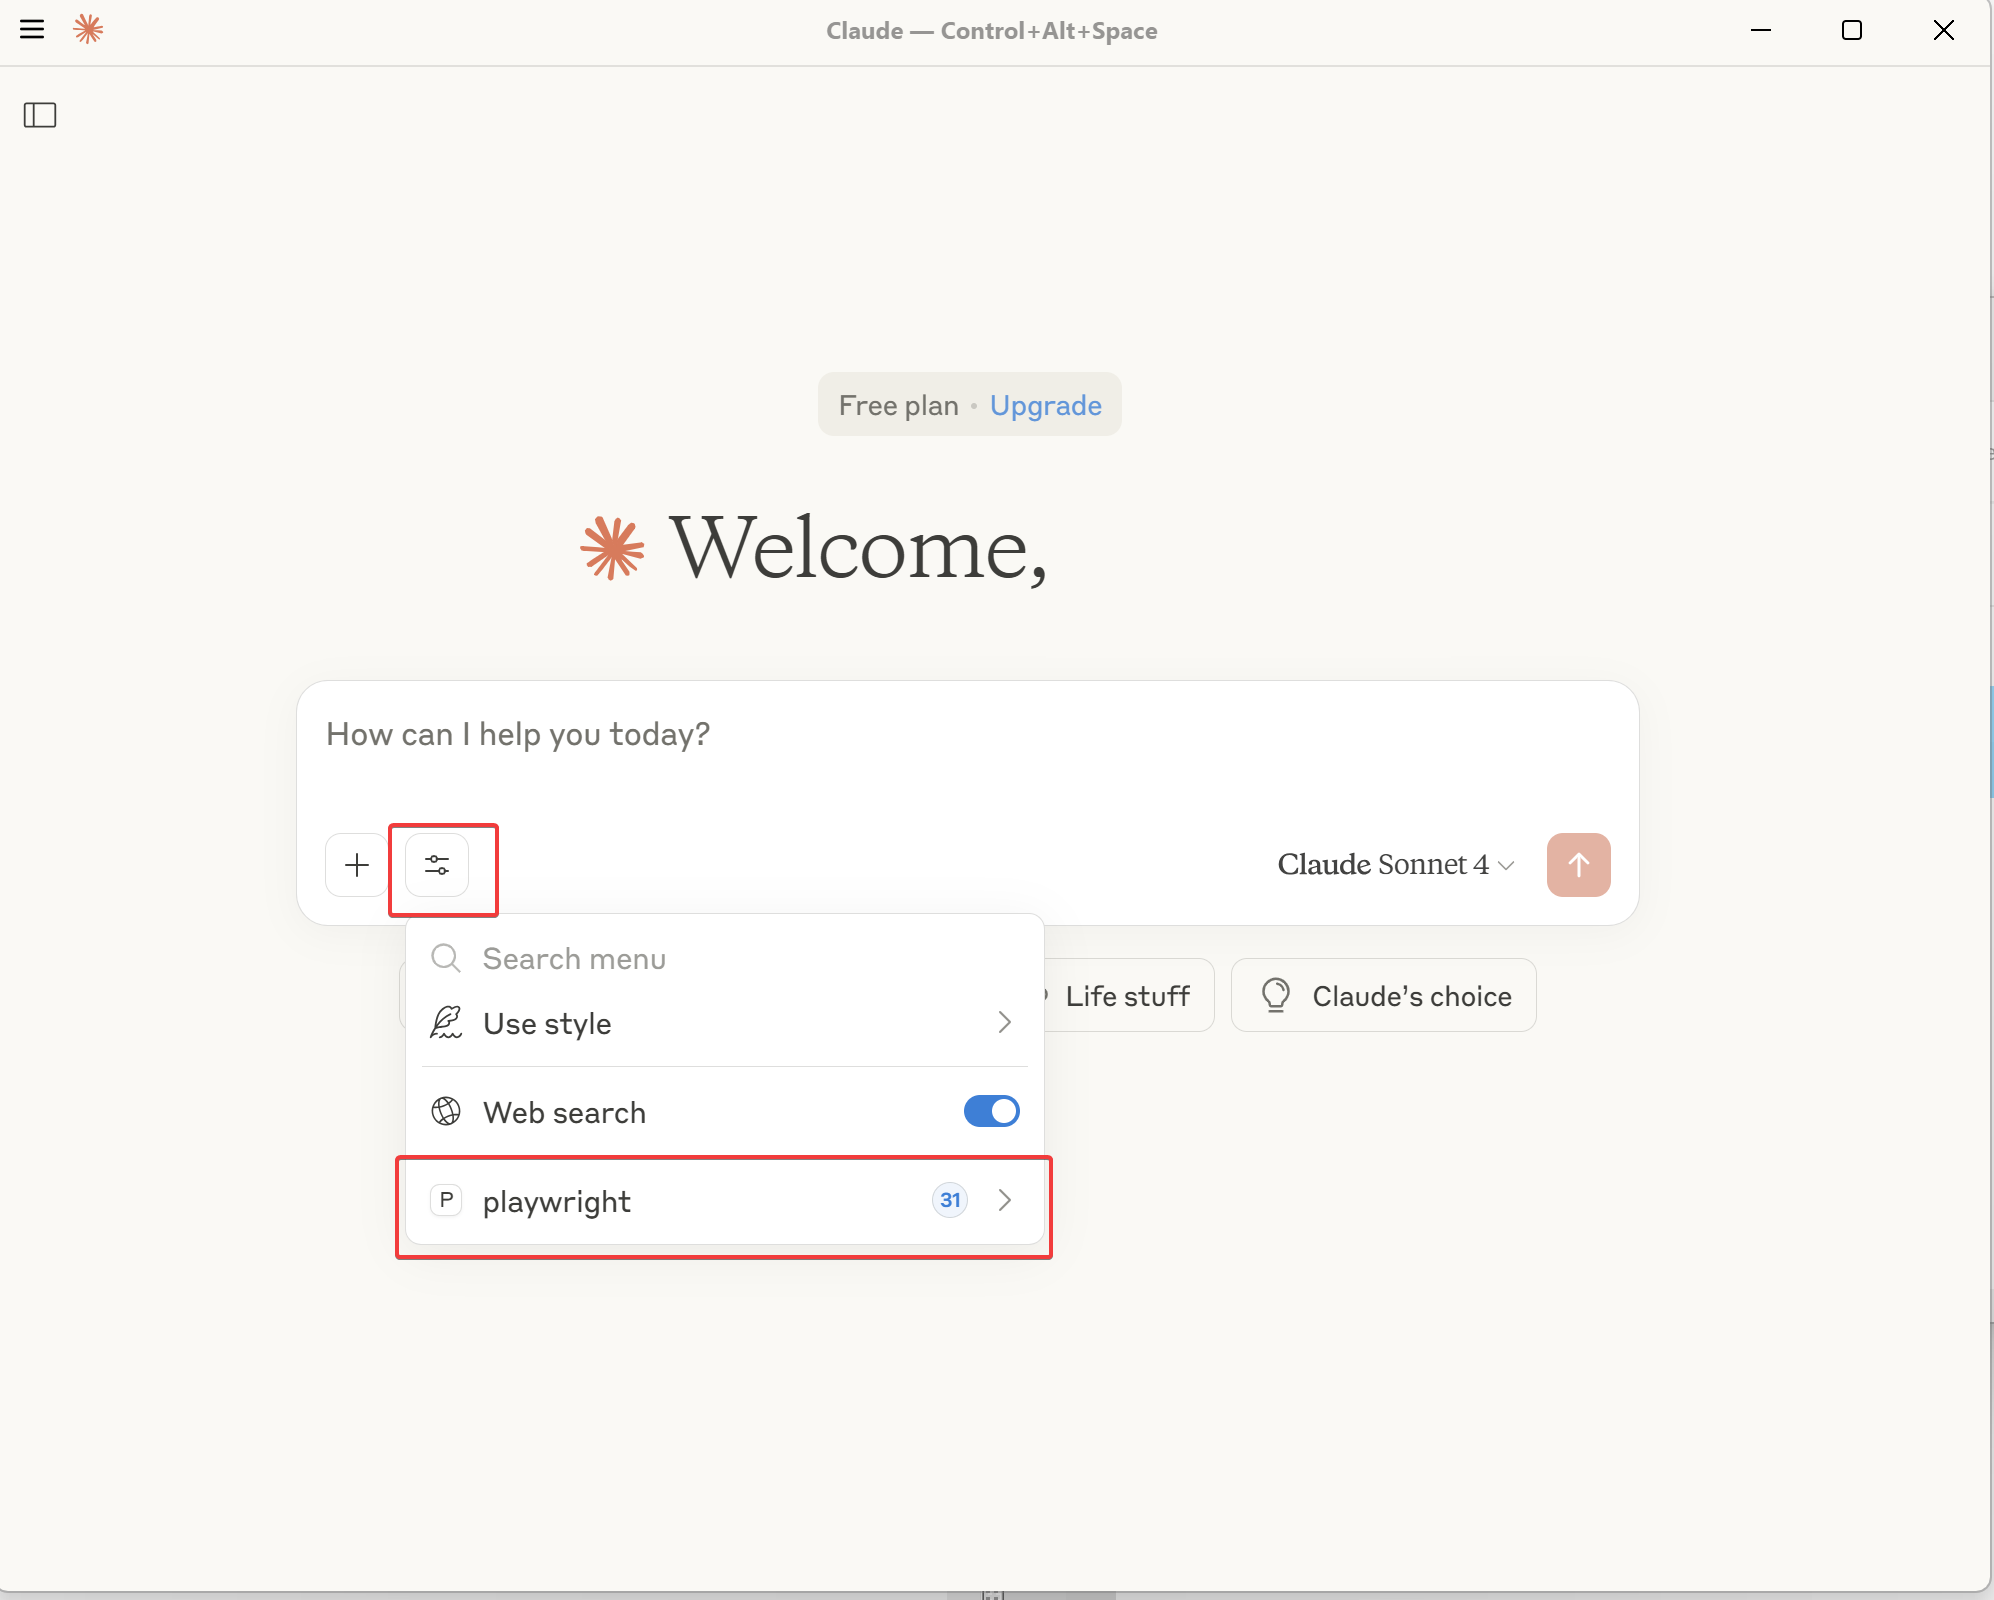 Claude — Control+Alt+Space
Free plan • Upgrade
Welcome,
How can I help you today?
Claude Sonnet 4
Search menu
Use style
Life stuff
Claude’s choice
Web search
P playwright 31